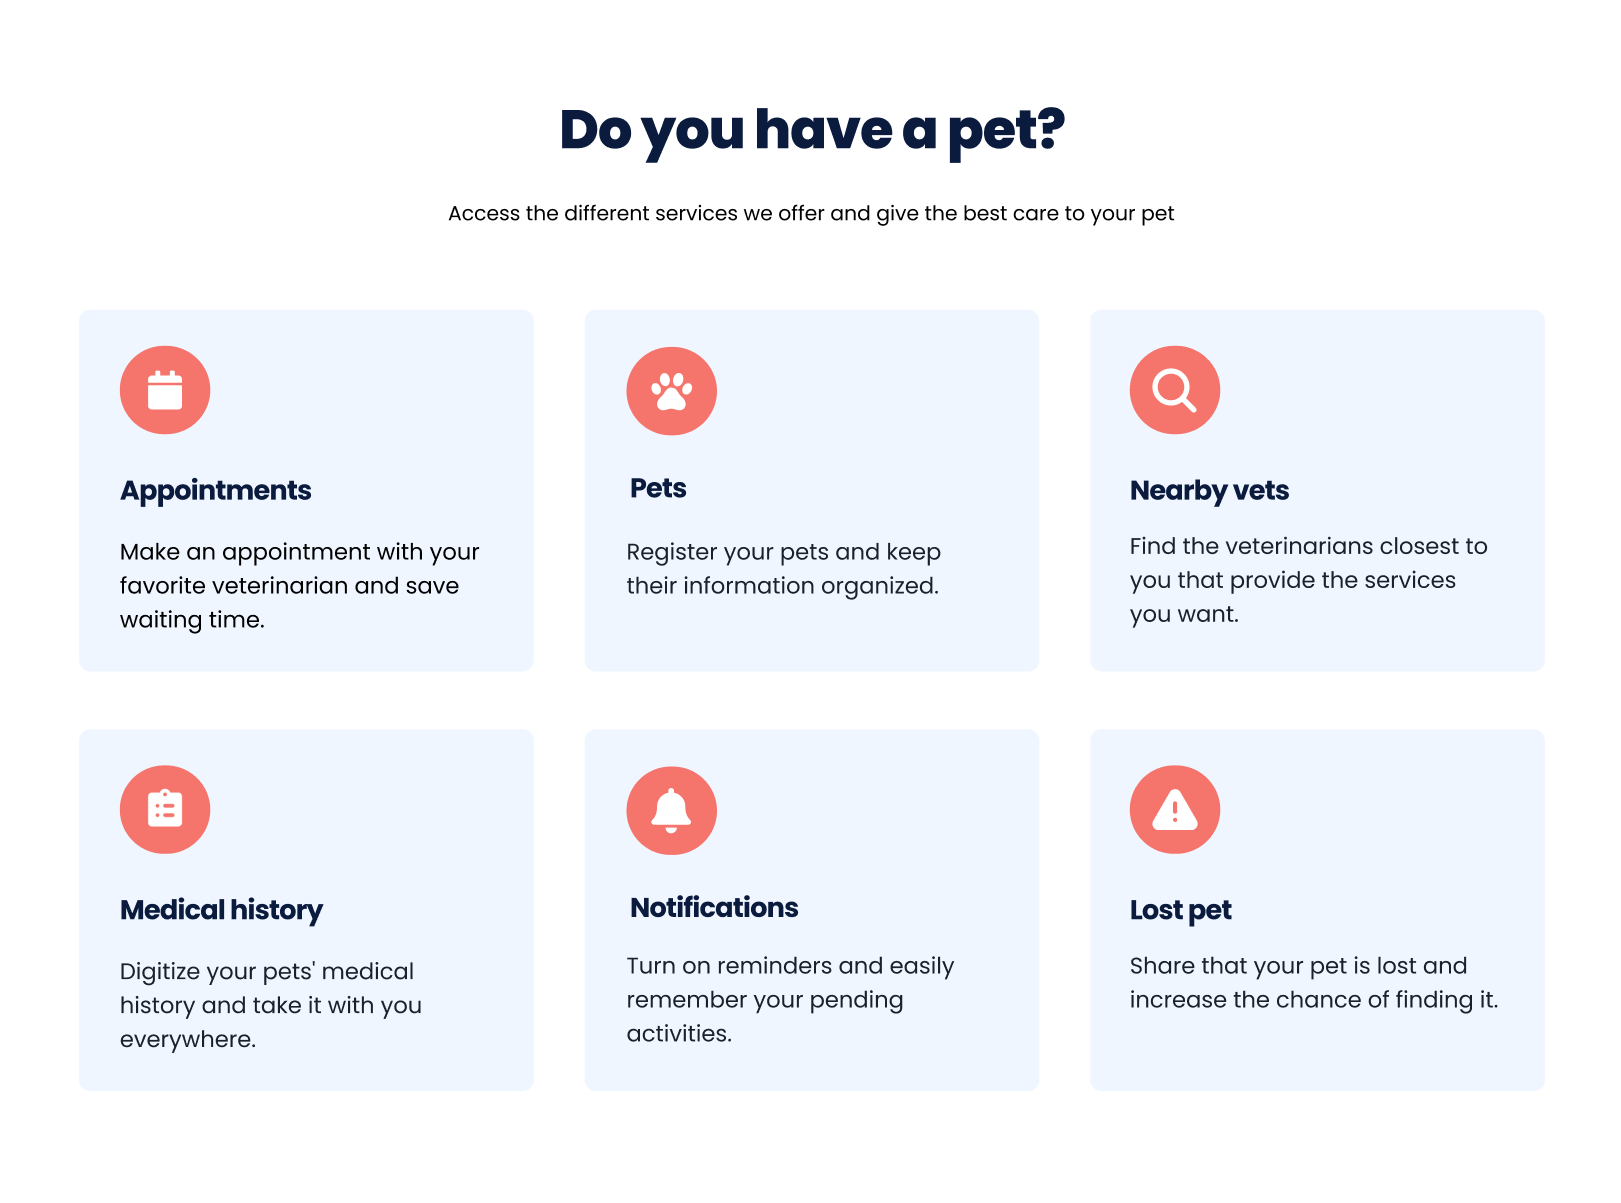 Do you have a pet?
Access the different services we offer and give the best care to your pet
Appointments
Make an appointment with your
favorite veterinarian and save
waiting time.
Pets
Register your pets and keep
their information organized.
Nearby vets
Find the veterinarians closest to
you that provide the services
you want.
Medical history
Digitize your pets' medical
history and take it with you
everywhere.
Notifications
Turn on reminders and easily
remember your pending
activities.
Lost pet
Share that your pet is lost and
increase the chance of finding it.